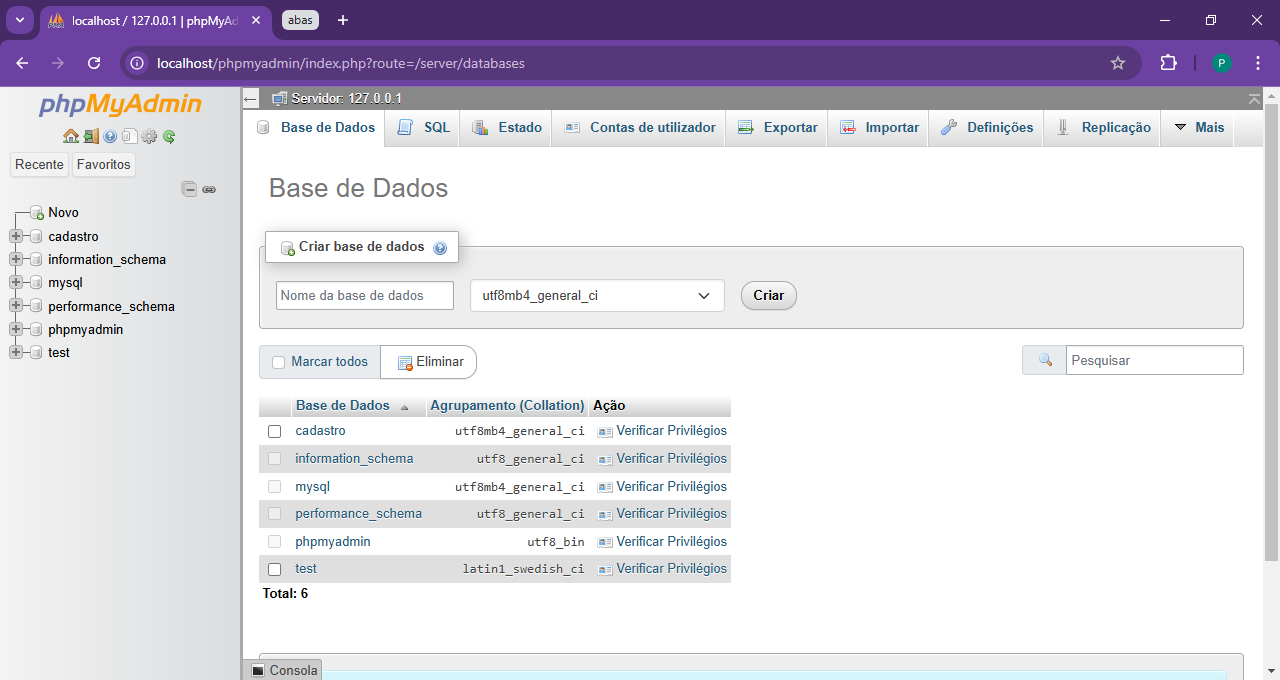 localhost / 127.0.0.1 | phpMyAd
abas
localhost/phpmyadmin/index.php?route=/server/databases
P
phpMyAdmin
Recente Favoritos
Novo
cadastro
information_schema
mysql
performance_schema
phpmyadmin
test
Servidor: 127.0.0.1
Base de Dados SQL Estado Contas de utilizador Exportar Importar Definições Replicação Mais
Base de Dados
Criar base de dados
Nome da base de dados utf8mb4_general_ci Criar
Marcar todos Eliminar Pesquisar
Base de Dados Agrupamento (Collation) Ação
cadastro utf8mb4_general_ci Verificar Privilégios
information_schema utf8_general_ci Verificar Privilégios
mysql utf8mb4_general_ci Verificar Privilégios
performance_schema utf8_general_ci Verificar Privilégios
phpmyadmin utf8_bin Verificar Privilégios
test latin1_swedish_ci Verificar Privilégios
Total: 6
Consola